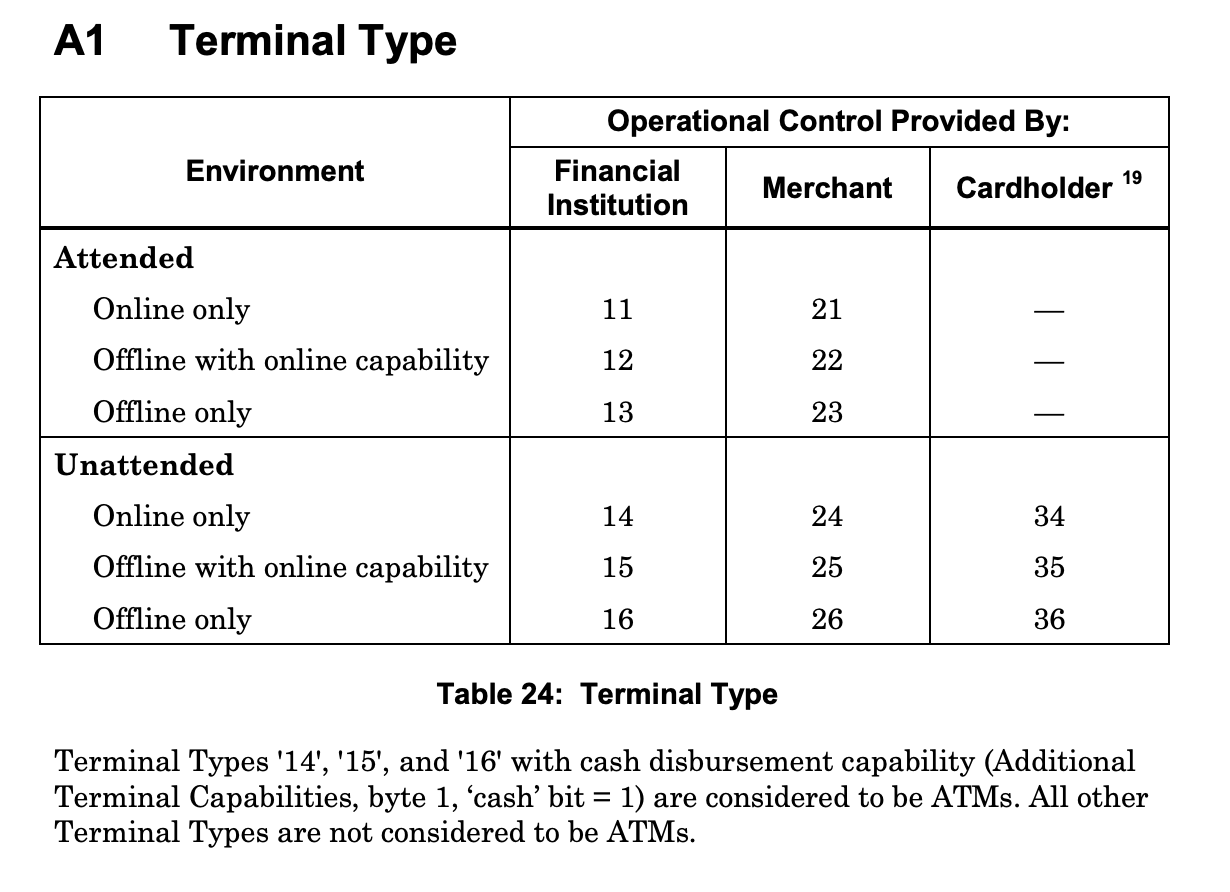 A1 Terminal Type
Operational Control Provided By:
Environment
Financial Institution
Merchant
Cardholder 19
Attended
Online only 11 21 —
Offline with online capability 12 22 —
Offline only 13 23 —
Unattended
Online only 14 24 34
Offline with online capability 15 25 35
Offline only 16 26 36
Table 24: Terminal Type
Terminal Types '14', '15', and '16' with cash disbursement capability (Additional
Terminal Capabilities, byte 1, ‘cash’ bit = 1) are considered to be ATMs. All other
Terminal Types are not considered to be ATMs.